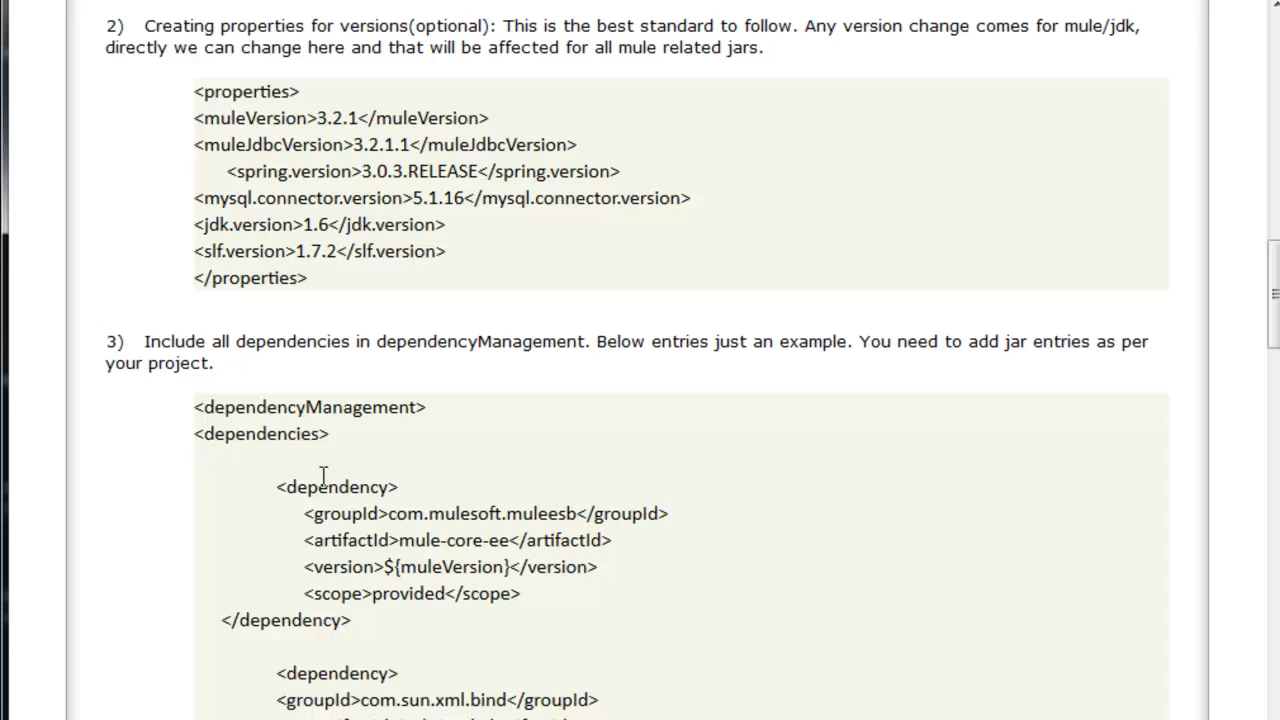 2) Creating properties for versions(optional): This is the best standard to follow. Any version change comes for mule/jdk,
directly we can change here and that will be affected for all mule related jars.
<properties>
<muleVersion>3.2.1</muleVersion>
<muleJdbcVersion>3.2.1.1</muleJdbcVersion>
<spring.version>3.0.3.RELEASE</spring.version>
<mysql.connector.version>5.1.16</mysql.connector.version>
<jdk.version>1.6</jdk.version>
<slf.version>1.7.2</slf.version>
</properties>
3) Include all dependencies in dependencyManagement. Below entries just an example. You need to add jar entries as per
your project.
<dependencyManagement>
<dependencies>
<dependency>
<groupId>com.mulesoft.muleesb</groupId>
<artifactId>mule-core-ee</artifactId>
<version>${muleVersion}</version>
<scope>provided</scope>
</dependency>
<dependency>
<groupId>com.sun.xml.bind</groupId>